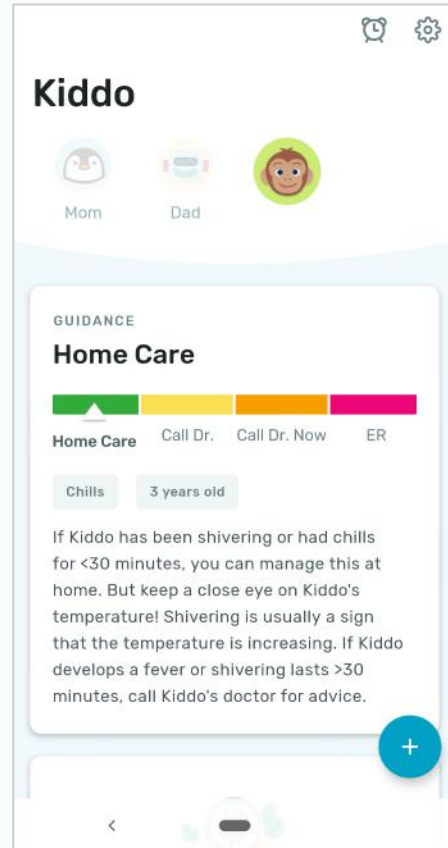 Kiddo
Mom Dad
GUIDANCE
Home Care
Home Care Call Dr. Call Dr. Now ER
Chills 3 years old
If Kiddo has been shivering or had chills
for <30 minutes, you can manage this at
home. But keep a close eye on Kiddo's
temperature! Shivering is usually a sign
that the temperature is increasing. If Kiddo
develops a fever or shivering lasts >30
minutes, call Kiddo's doctor for advice.